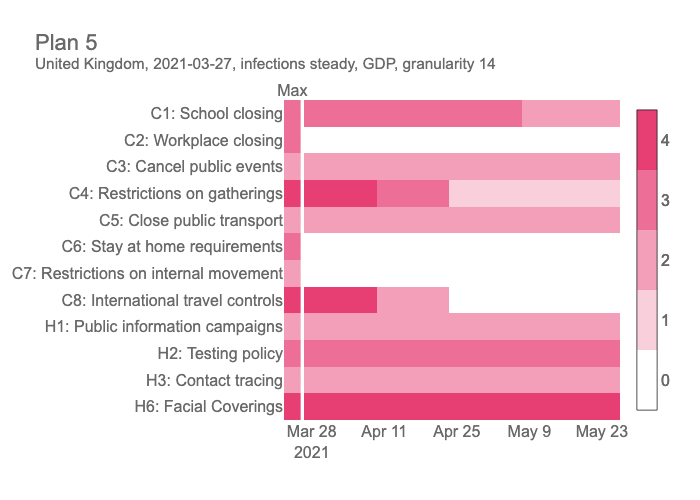 Plan 5
United Kingdom, 2021-03-27, infections steady, GDP, granularity 14
Max
C1: School closing
C2: Workplace closing
C3: Cancel public events
C4: Restrictions on gatherings
C5: Close public transport
C6: Stay at home requirements
C7: Restrictions on internal movement
C8: International travel controls
H1: Public information campaigns
H2: Testing policy
H3: Contact tracing
H6: Facial Coverings
Mar 28 Apr 11 Apr 25 May 9 May 23
2021
4
3
2
1
0